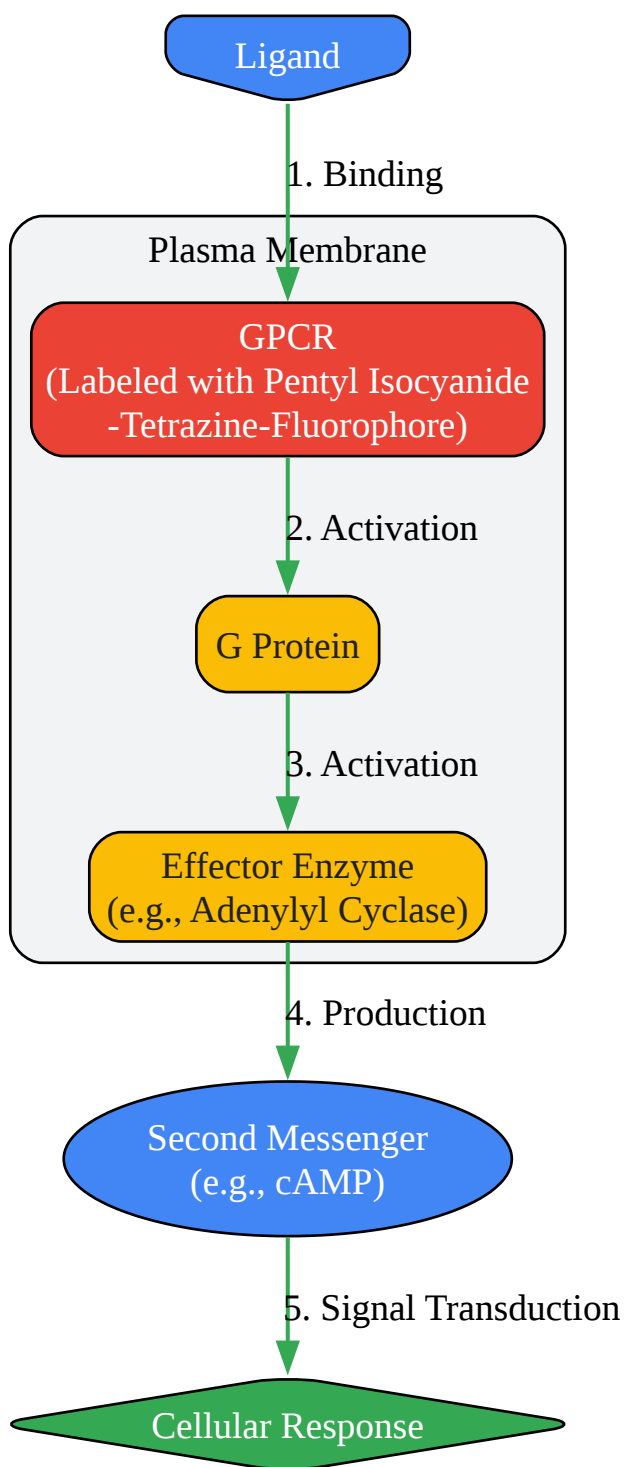 Ligand
1. Binding
Plasma Membrane
GPCR
(Labeled with Pentyl Isocyanide
-Tetrazine-Fluorophore)
2. Activation
G Protein
3. Activation
Effector Enzyme
(e.g., Adenylyl Cyclase)
4. Production
Second Messenger
(e.g., cAMP)
5. Signal Transduction
Cellular Response